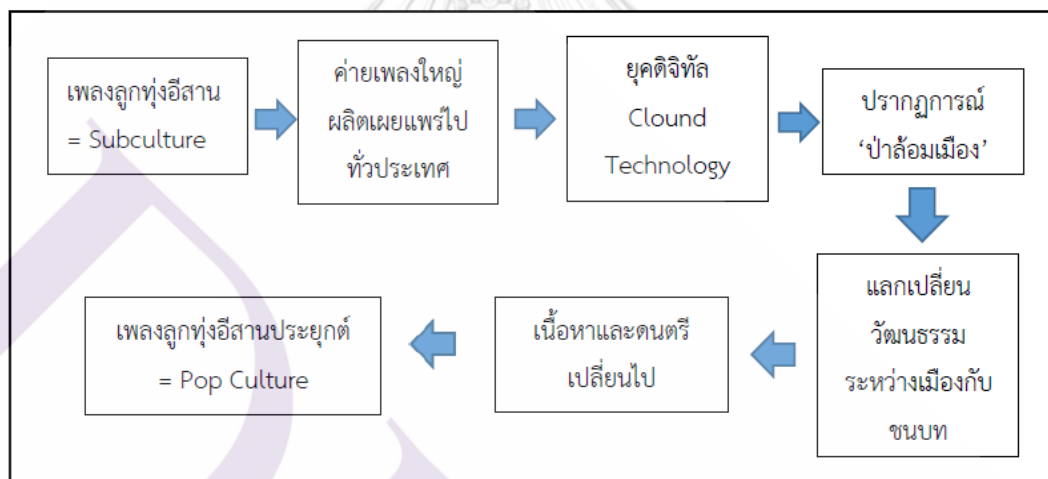 เพลงลูกทุ่งอีสาน
= Subculture
ค่ายเพลงใหญ่
ผลิตเผยแพร่ไป
ทั่วประเทศ
ยุคดิจิทัล
Clound
Technology
ปรากฏการณ์
‘ป่าล้อมเมือง’
แลกเปลี่ยน
วัฒนธรรม
ระหว่างเมืองกับ
ชนบท
เนื้อหาและดนตรี
เปลี่ยนไป
เพลงลูกทุ่งอีสานประยุกต์
= Pop Culture